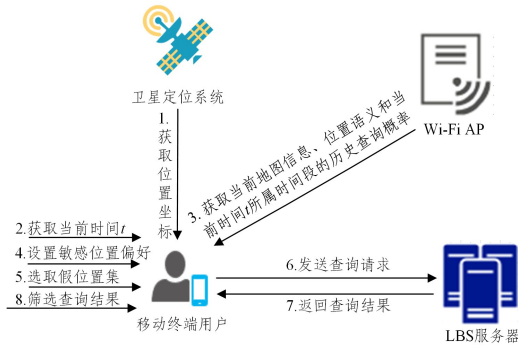 卫星定位系统
Wi-Fi AP
1.获取位置坐标
3. 获取当前地图信息、位置语义和当
前时间t所属时间段的历史查询概率
2.获取当前时间t
4.设置敏感位置偏好
5.选取假位置集
8.筛选查询结果
6.发送查询请求
7.返回查询结果
移动终端用户
LBS服务器